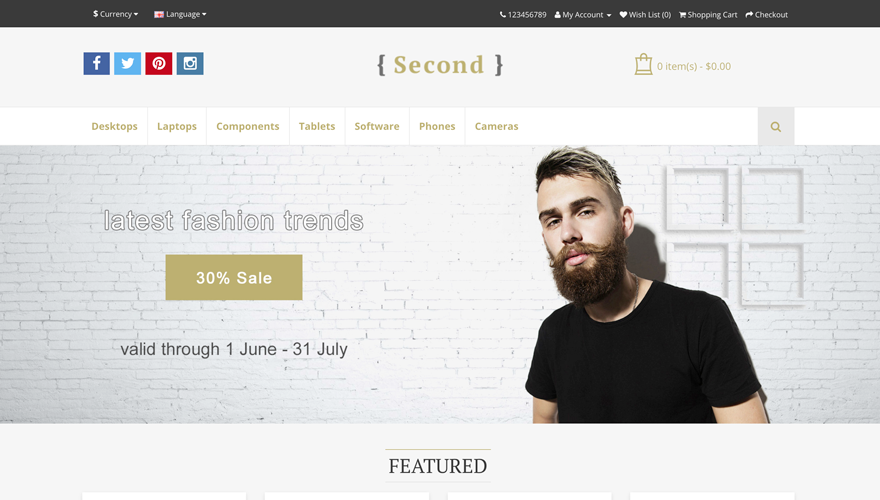 $ Currency Language 123456789 My Account Wish List (0) Shopping Cart Checkout
{ Second }
0 item(s) - $0.00
Desktops Laptops Components Tablets Software Phones Cameras
latest fashion trends
30% Sale
valid through 1 June - 31 July
FEATURED